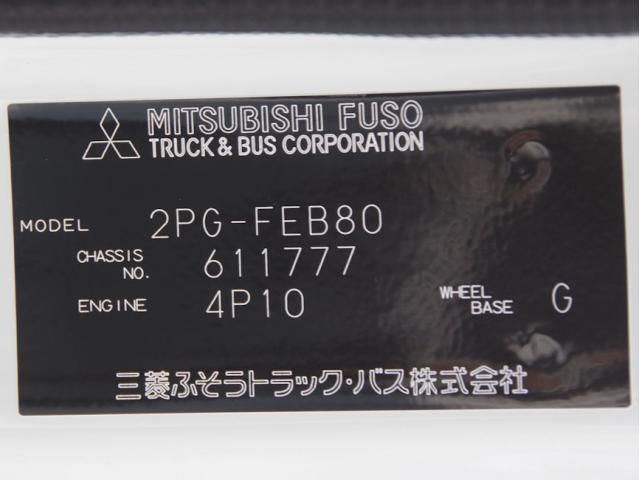 MITSUBISHI FUSO
TRUCK & BUS CORPORATION
MODEL 2PG-FEB80
CHASSIS NO. 611777
ENGINE 4P10 WHEEL BASE G
三菱ふそうトラック・バス株式会社